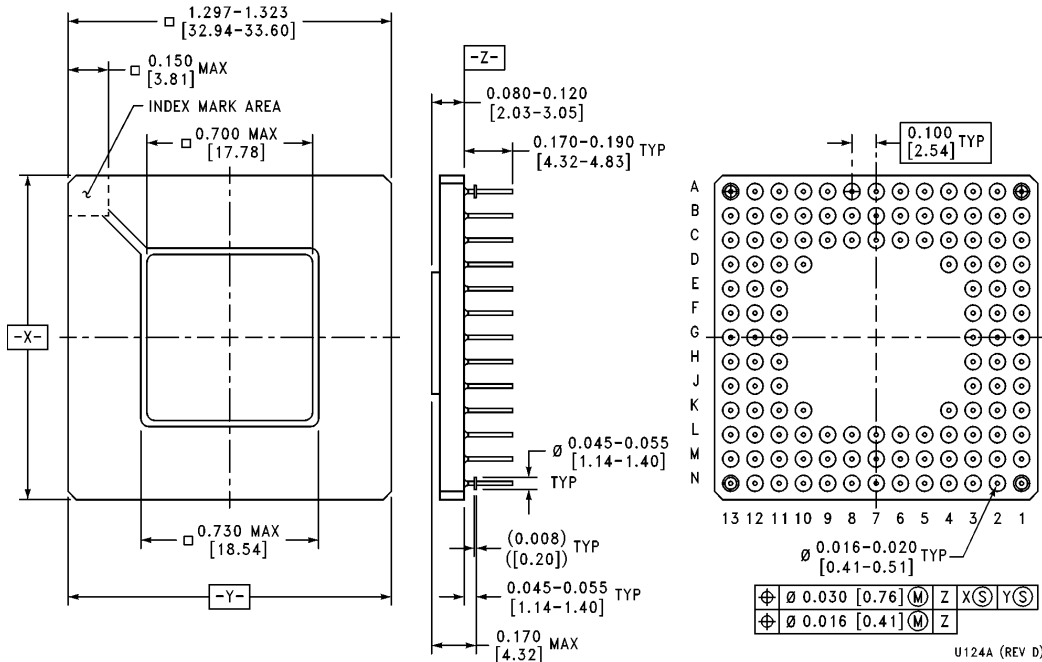 □ 1.297-1.323
[32.94-33.60]
□ 0.150 MAX
[3.81]
INDEX MARK AREA
□ 0.700 MAX
[17.78]
-X-
□ 0.730 MAX
[18.54]
-Y-
-Z-
0.080-0.120
[2.03-3.05]
0.170-0.190 TYP
[4.32-4.83]
Ø 0.045-0.055
[1.14-1.40]
TYP
(0.008) TYP
([0.20])
0.045-0.055 TYP
[1.14-1.40]
0.170 MAX
[4.32]
0.100 TYP
[2.54]
A
B
C
D
E
F
G
H
J
K
L
M
N
13 12 11 10 9 8 7 6 5 4 3 2 1
Ø 0.016-0.020 TYP
[0.41-0.51]
⌖ Ø 0.030 [0.76] Ⓜ Z XⓈ YⓈ
⌖ Ø 0.016 [0.41] Ⓜ Z
U124A (REV D)